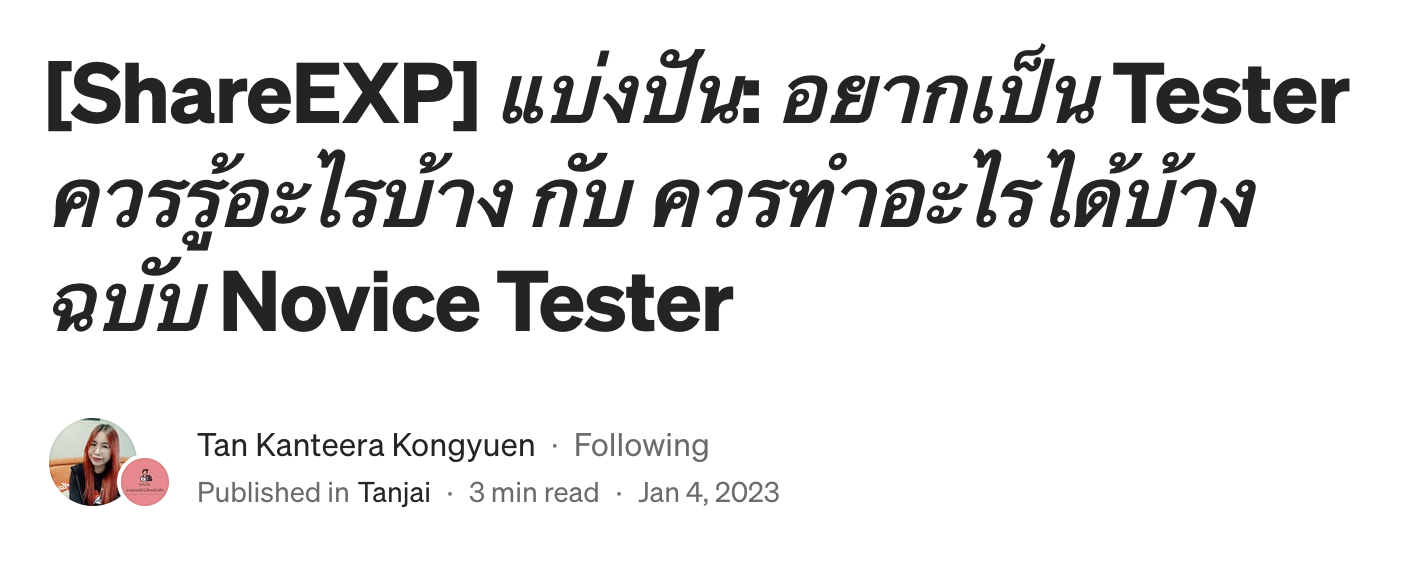 [ShareEXP] แบ่งปัน: อยากเป็น Tester
ควรรู้อะไรบ้าง กับ ควรทำอะไรได้บ้าง
ฉบับ Novice Tester
Tan Kanteera Kongyuen · Following
Published in Tanjai · 3 min read · Jan 4, 2023